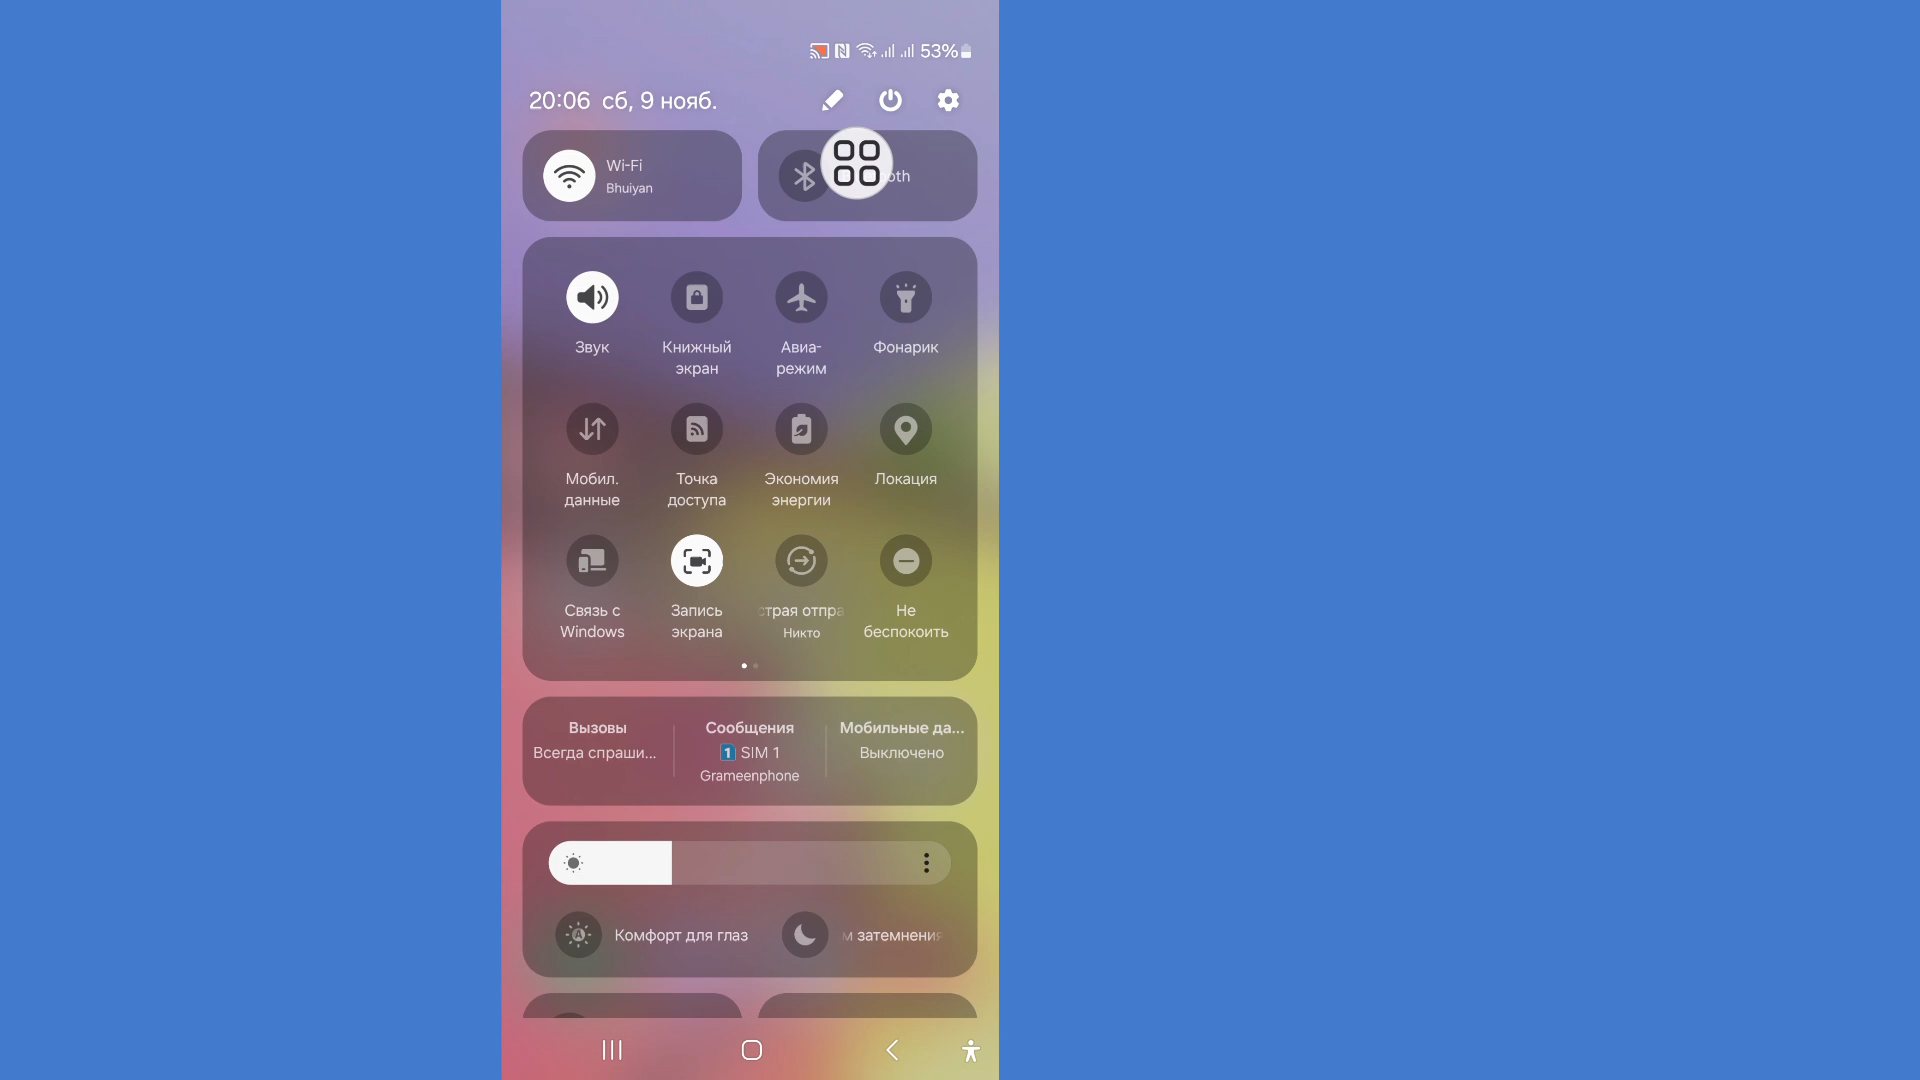 53%
20:06 сб, 9 нояб.
Wi-Fi
Bhuiyan
Звук
Книжный
экран
Авиа-
режим
Фонарик
Мобил.
данные
Точка
доступа
Экономия
энергии
Локация
Связь с
Windows
Запись
экрана
страя отпра
Никто
Не
беспокоить
Вызовы
Всегда спраши...
Сообщения
1 SIM 1
Grameenphone
Мобильные да...
Выключено
Комфорт для глаз
м затемнения